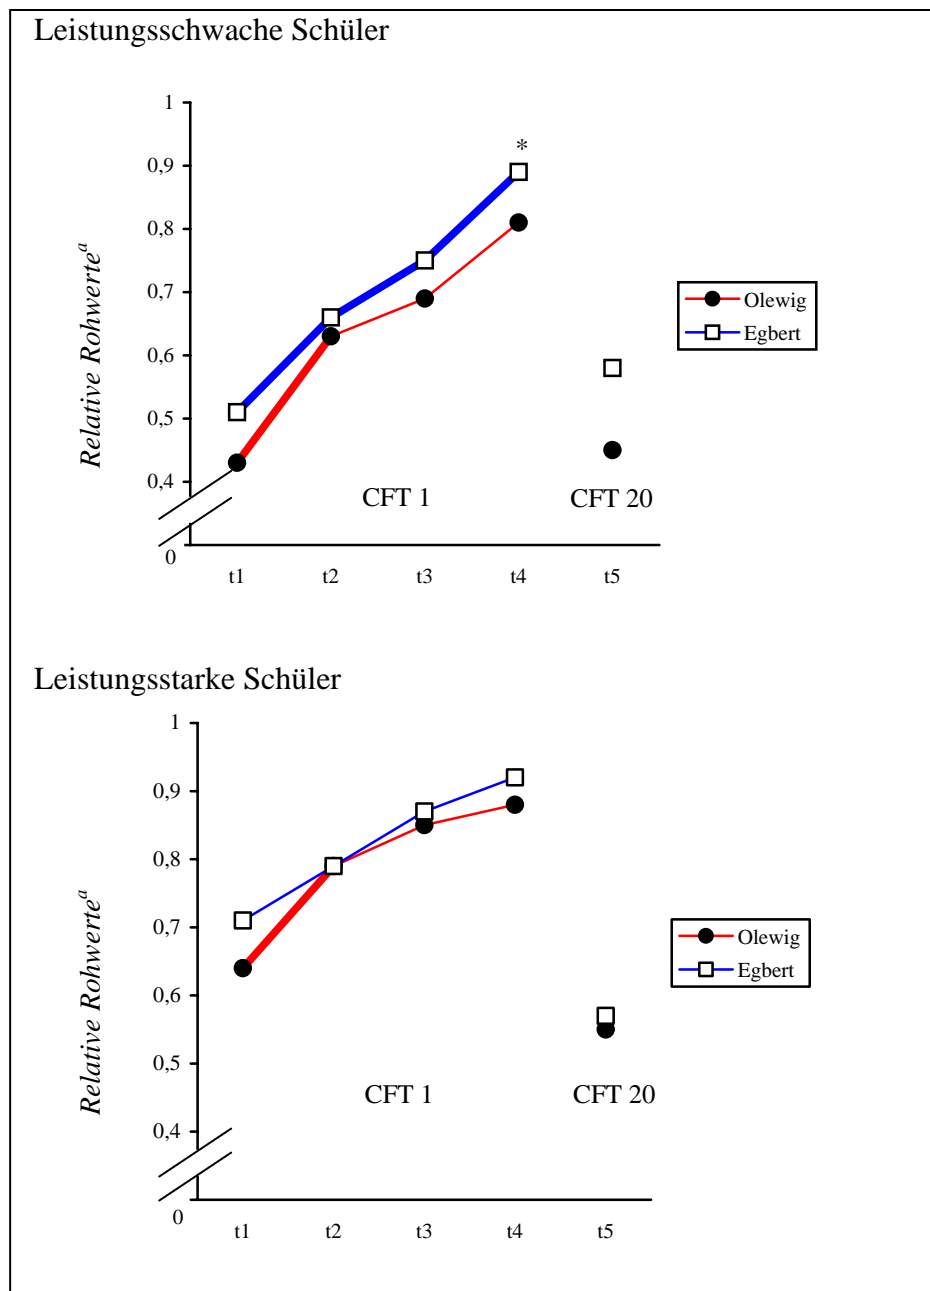 Leistungsschwache Schüler
1
*
0,9
0,8
0,7
0,6
0,5
0,4
0
Relative Rohwerteᵃ
Olewig
Egbert
CFT 1 CFT 20
t1 t2 t3 t4 t5
Leistungsstarke Schüler
1
0,9
0,8
0,7
0,6
0,5
0,4
0
Relative Rohwerteᵃ
Olewig
Egbert
CFT 1 CFT 20
t1 t2 t3 t4 t5